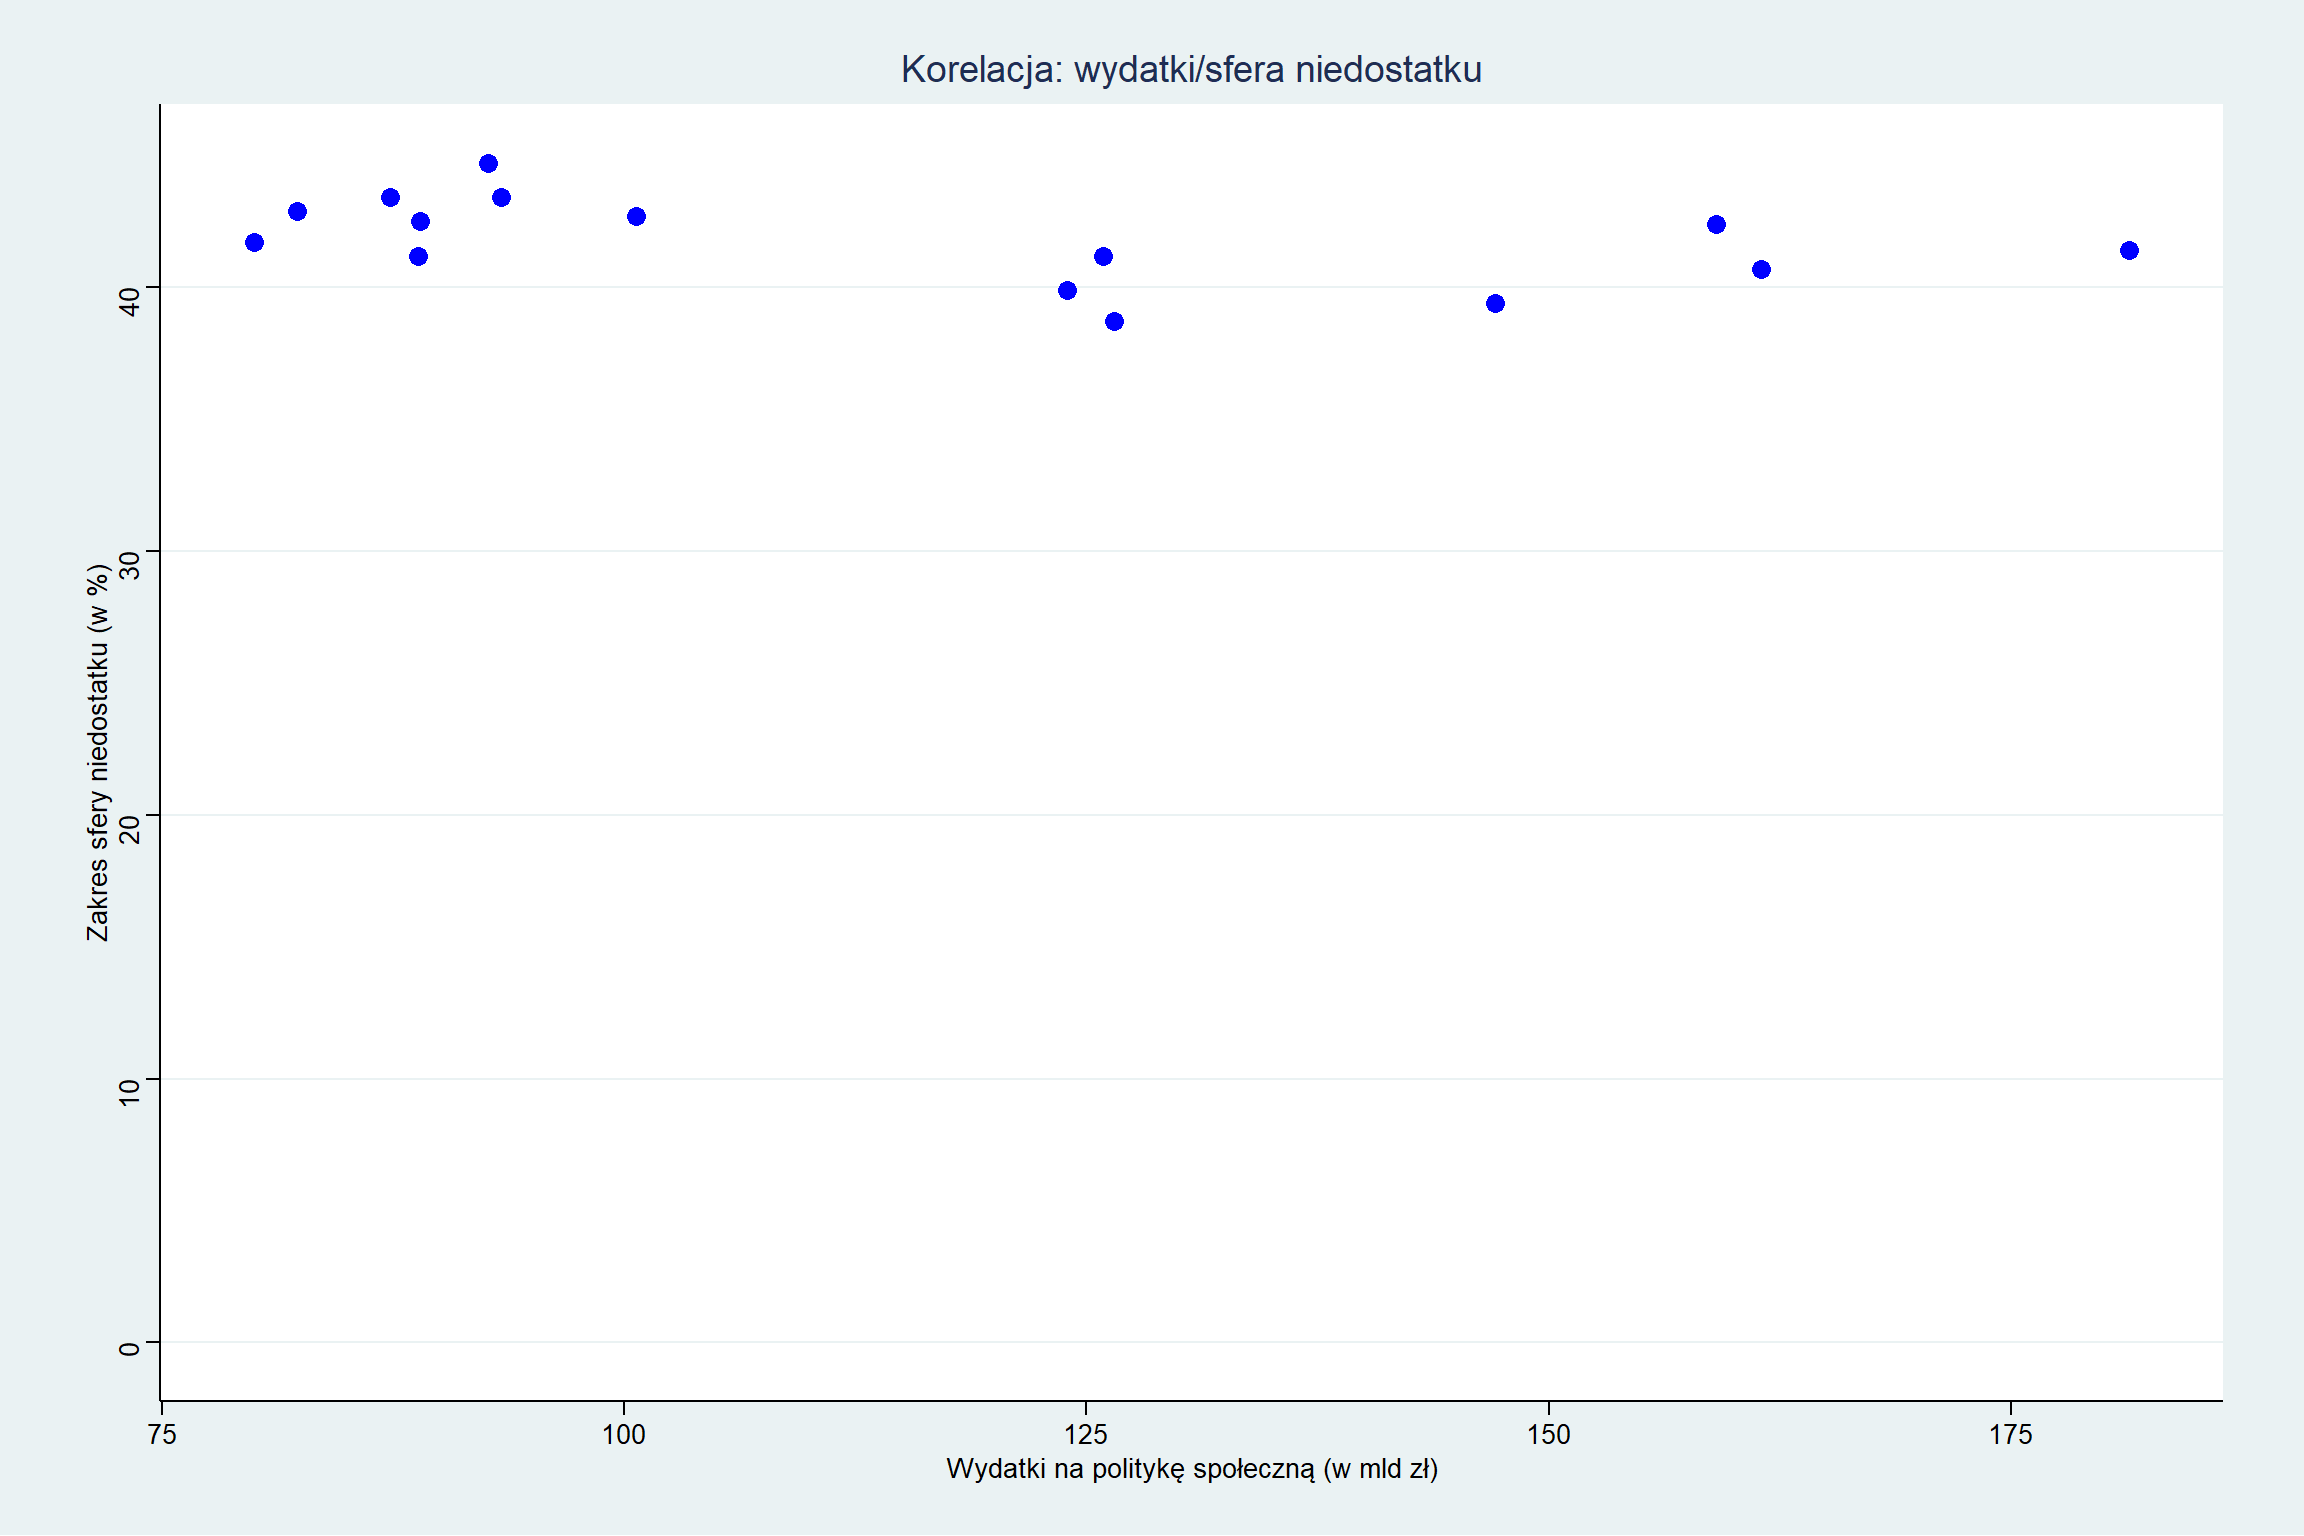 Korelacja: wydatki/sfera niedostatku
Zakres sfery niedostatku (w %)
40
30
20
10
0
75 100 125 150 175
Wydatki na politykę społeczną (w mld zł)